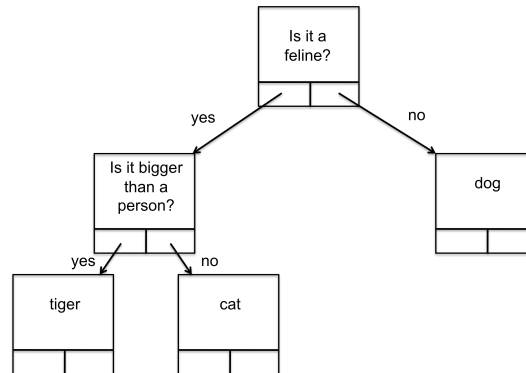 Is it a
feline?
yes
no
Is it bigger
than a
person?
dog
yes
no
tiger
cat